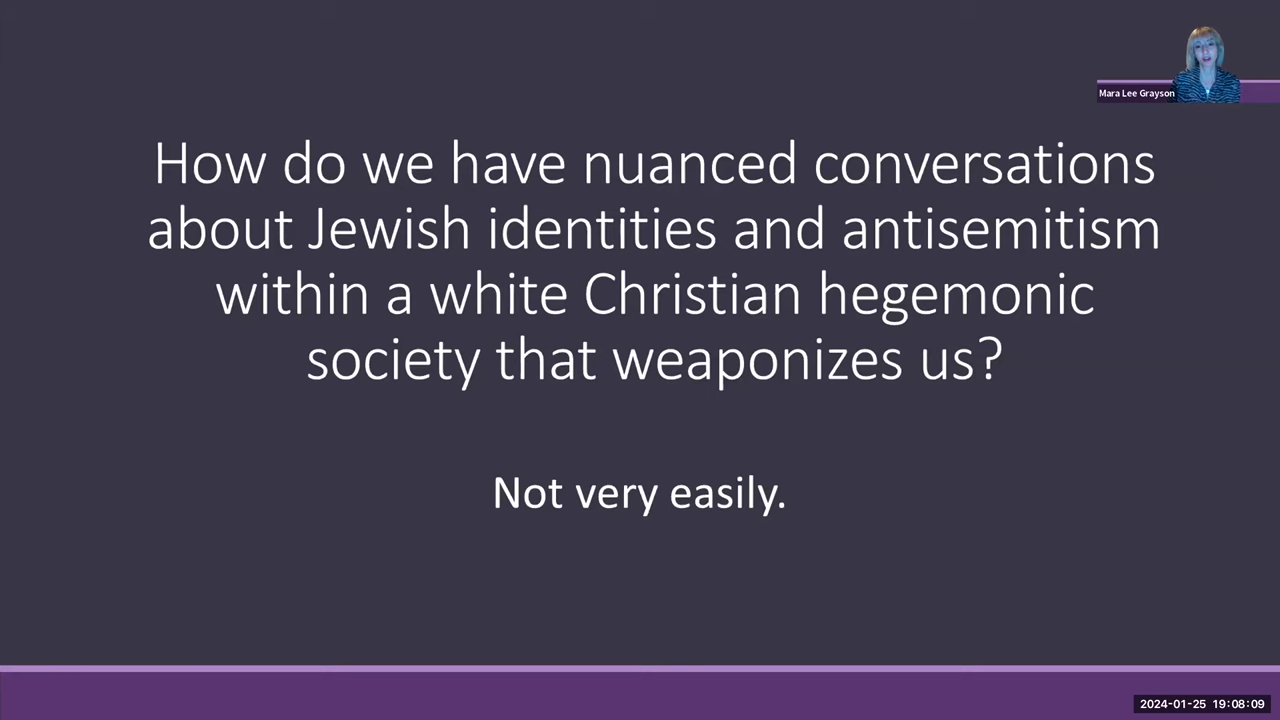 Mara Lee Grayson
How do we have nuanced conversations
about Jewish identities and antisemitism
within a white Christian hegemonic
society that weaponizes us?
Not very easily.
2024-01-25 19:08:09